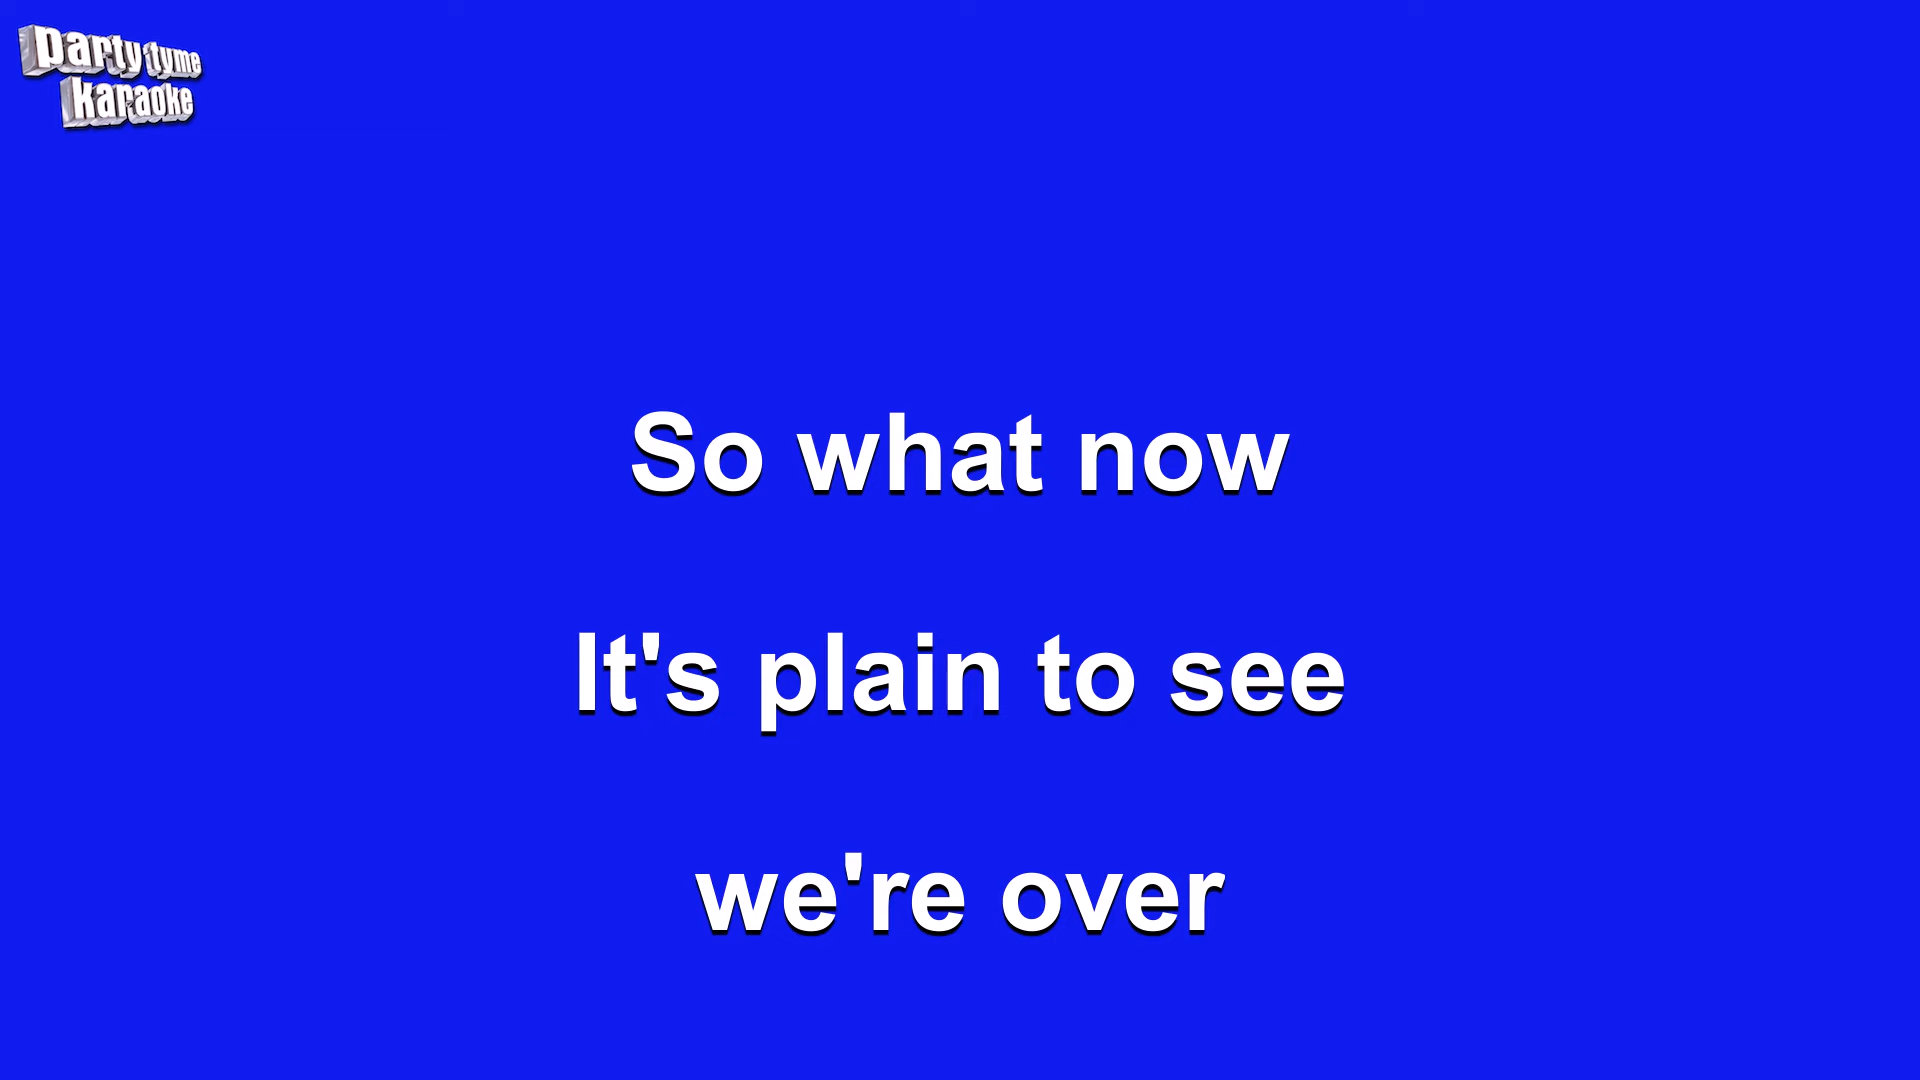 party tyme
karaoke
So what now
It's plain to see
we're over